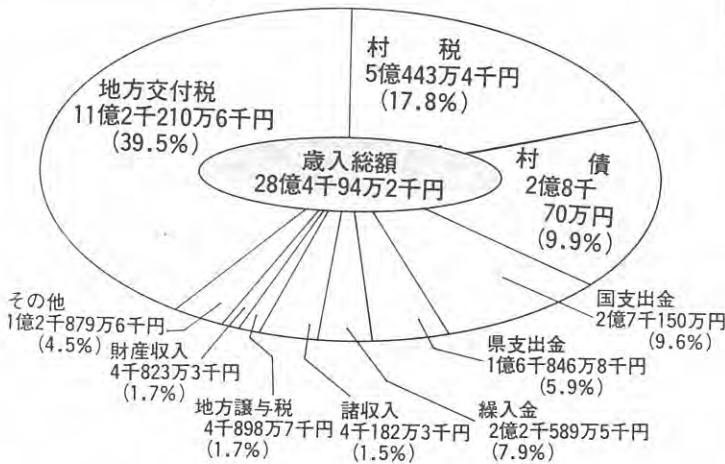 地方交付税
11億2千210万6千円
(39.5%)
村　税
5億443万4千円
(17.8%)
歳入総額
28億4千94万2千円
村　債
2億8千
70万円
(9.9%)
国支出金
2億7千150万円
(9.6%)
県支出金
1億6千846万8千円
(5.9%)
繰入金
2億2千589万5千円
(7.9%)
諸収入
4千182万3千円
(1.5%)
地方譲与税
4千898万7千円
(1.7%)
財産収入
4千823万3千円
(1.7%)
その他
1億2千879万6千円
(4.5%)